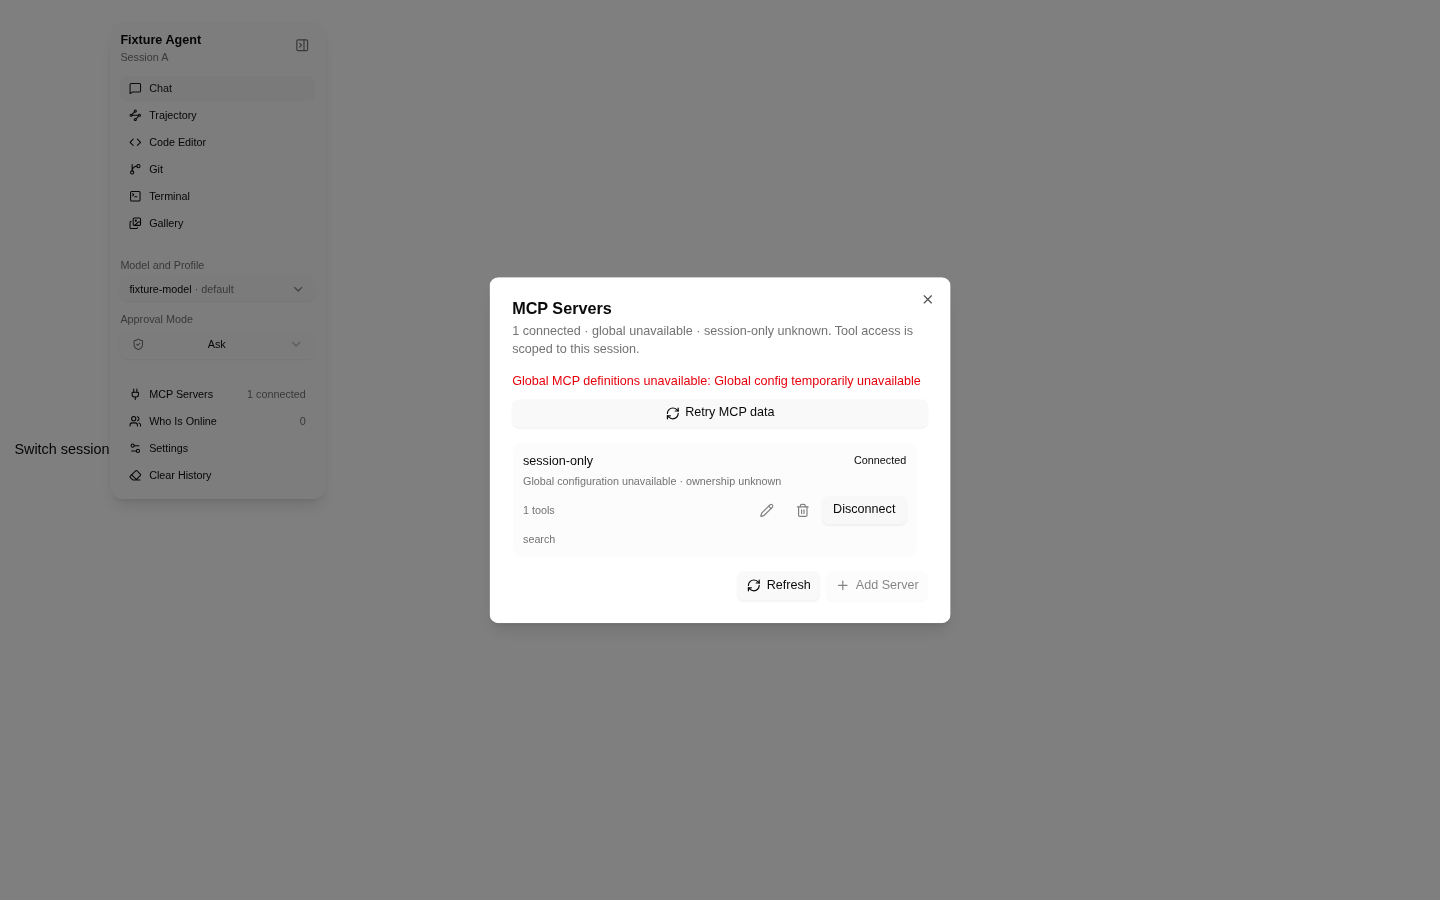 Fixture Agent
Session A
Chat
Trajectory
Code Editor
Git
Terminal
Gallery
Model and Profile
fixture-model · default
Approval Mode
Ask
MCP Servers 1 connected
Who Is Online 0
Switch session
Settings
Clear History
MCP Servers
1 connected · global unavailable · session-only unknown. Tool access is
scoped to this session.
Global MCP definitions unavailable: Global config temporarily unavailable
Retry MCP data
session-only Connected
Global configuration unavailable · ownership unknown
1 tools Disconnect
search
Refresh Add Server